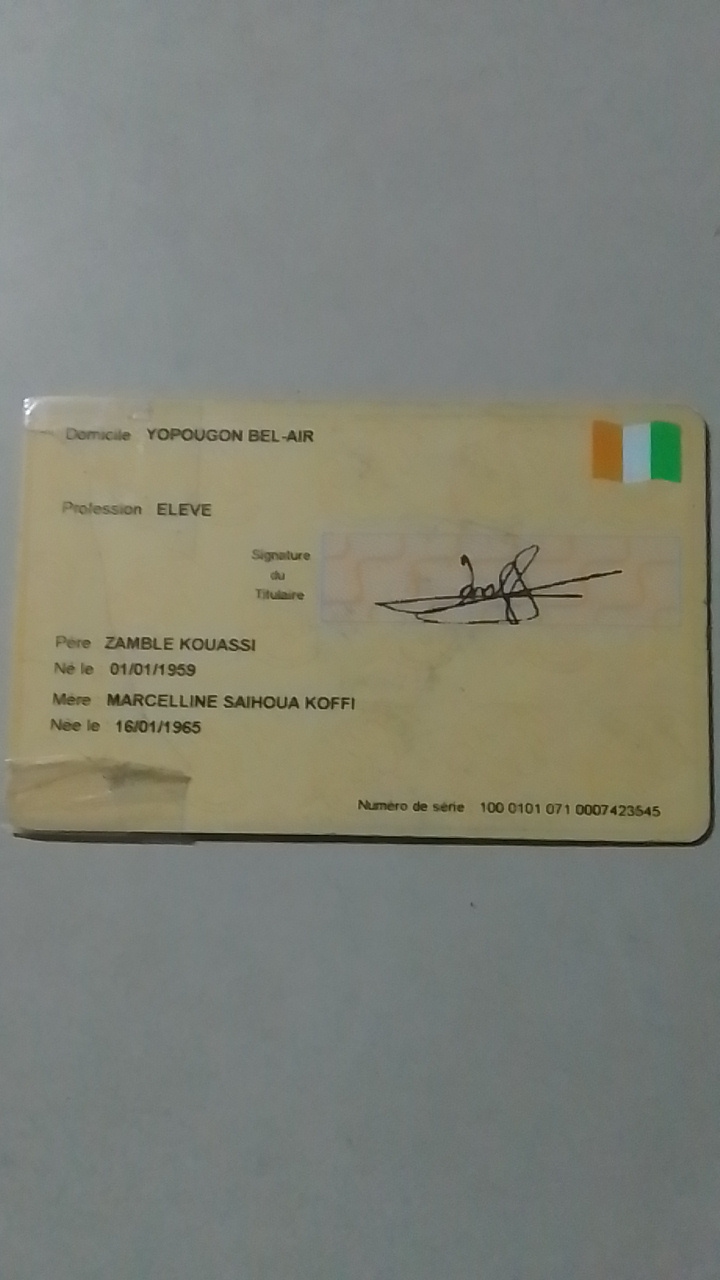 Domicile YOPOUGON BEL-AIR
Profession ELEVE
Signature
du
Titulaire
Père ZAMBLE KOUASSI
Né le 01/01/1959
Mère MARCELLINE SAIHOUA KOFFI
Née le 16/01/1965
Numéro de série 100 0101 071 0007423545